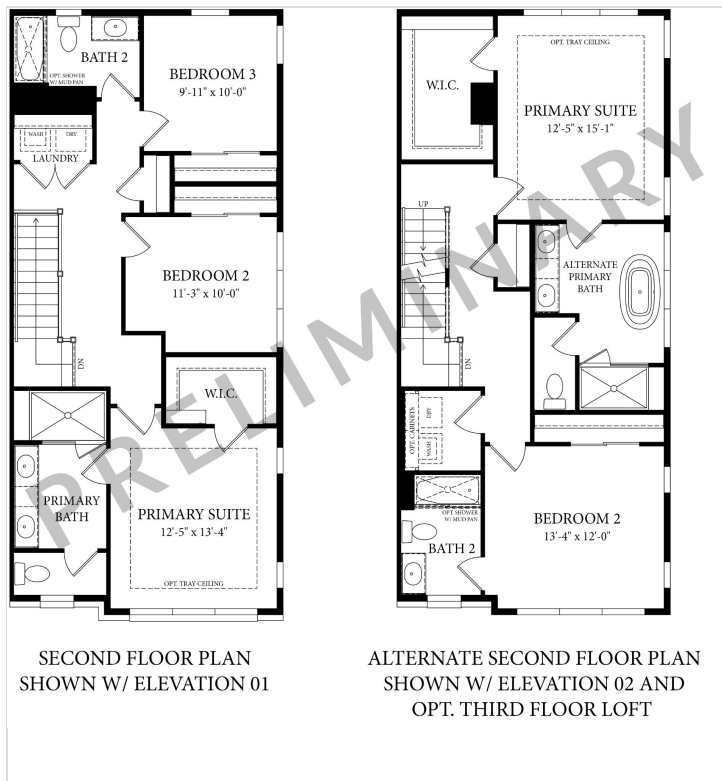 BATH 2
OPT. SHOWER
W/ MUD PAN
BEDROOM 3
9'-11" x 10'-0"
WASH
DRY
LAUNDRY
BEDROOM 2
11'-3" x 10'-0"
DN
W.I.C.
PRIMARY
BATH
PRIMARY SUITE
12'-5" x 13'-4"
OPT. TRAY CEILING
SECOND FLOOR PLAN
SHOWN W/ ELEVATION 01
OPT. TRAY CEILING
W.I.C.
PRIMARY SUITE
12'-5" x 15'-1"
UP
ALTERNATE
PRIMARY
BATH
DN
OPT. CABINETS
DRY
WASH
OPT. SHOWER
W/ MUD PAN
BATH 2
BEDROOM 2
13'-4" x 12'-0"
ALTERNATE SECOND FLOOR PLAN
SHOWN W/ ELEVATION 02 AND
OPT. THIRD FLOOR LOFT
PRELIMINARY